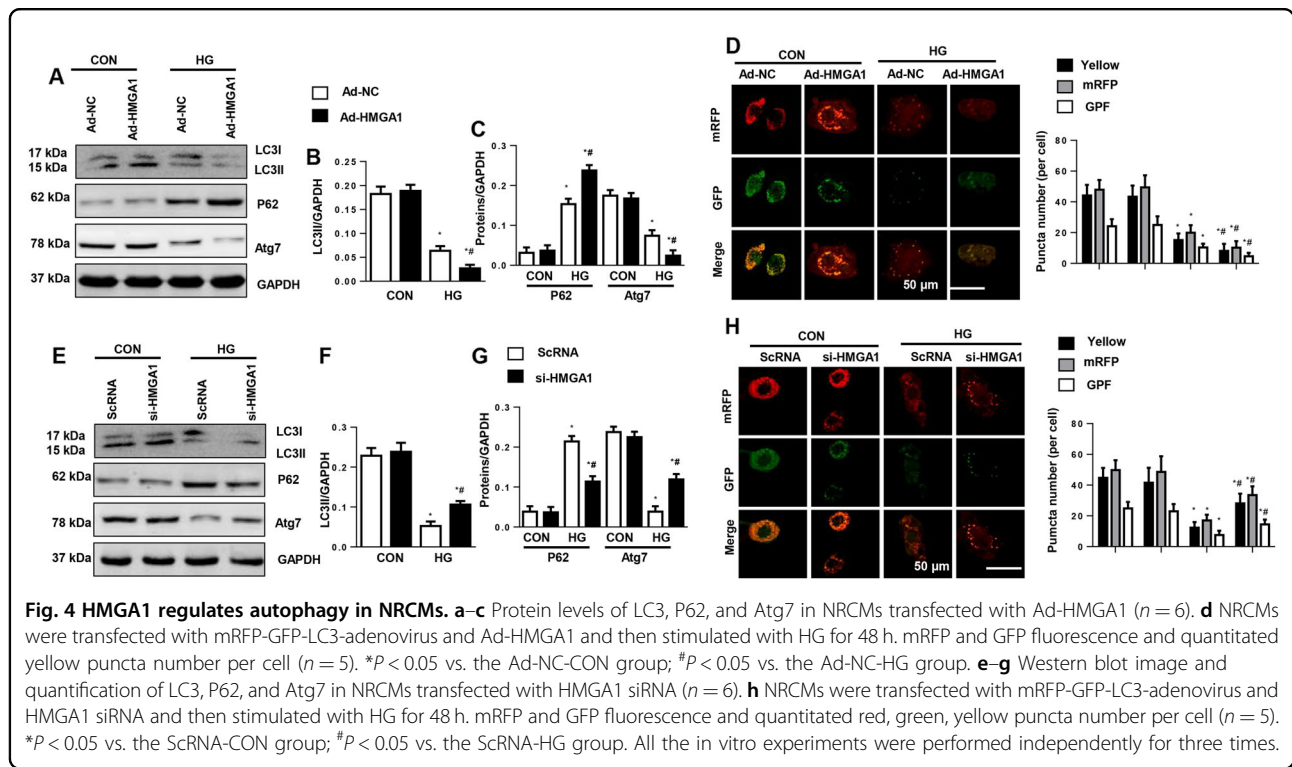 A
CON HG
Ad-NC
Ad-HMGA1
Ad-NC
Ad-HMGA1
17 kDa LC3I
15 kDa LC3II
62 kDa P62
78 kDa Atg7
37 kDa GAPDH
Ad-NC
Ad-HMGA1
B
LC3II/GAPDH
0.20
0.15
0.10
0.05
0.00
* *#
CON HG
C
Proteins/GAPDH
0.3
0.2
0.1
0.0
* *# * *#
CON HG CON HG
P62 Atg7
D
CON HG
Ad-NC Ad-HMGA1 Ad-NC Ad-HMGA1
mRFP
GFP
Merge
50 μm
Yellow
mRFP
GPF
Puncta number (per cell)
80
60
40
20
0
* * * *# *# *#
E
CON HG
ScRNA
si-HMGA1
ScRNA
si-HMGA1
17 kDa LC3I
15 kDa LC3II
62 kDa P62
78 kDa Atg7
37 kDa GAPDH
F
LC3II/GAPDH
0.3
0.2
0.1
0.0
* *#
CON HG
G
ScRNA
si-HMGA1
Proteins/GAPDH
0.3
0.2
0.1
0.0
* *# * *#
CON HG CON HG
P62 Atg7
H
CON HG
ScRNA si-HMGA1 ScRNA si-HMGA1
mRFP
GFP
Merge
50 μm
Yellow
mRFP
GPF
Puncta number (per cell)
80
60
40
20
0
* * * *# *# *#
Fig. 4 HMGA1 regulates autophagy in NRCMs. a–c Protein levels of LC3, P62, and Atg7 in NRCMs transfected with Ad-HMGA1 (n = 6). d NRCMs
were transfected with mRFP-GFP-LC3-adenovirus and Ad-HMGA1 and then stimulated with HG for 48 h. mRFP and GFP fluorescence and quantitated
yellow puncta number per cell (n = 5). *P < 0.05 vs. the Ad-NC-CON group; #P < 0.05 vs. the Ad-NC-HG group. e–g Western blot image and
quantification of LC3, P62, and Atg7 in NRCMs transfected with HMGA1 siRNA (n = 6). h NRCMs were transfected with mRFP-GFP-LC3-adenovirus and
HMGA1 siRNA and then stimulated with HG for 48 h. mRFP and GFP fluorescence and quantitated red, green, yellow puncta number per cell (n = 5).
*P < 0.05 vs. the ScRNA-CON group; #P < 0.05 vs. the ScRNA-HG group. All the in vitro experiments were performed independently for three times.